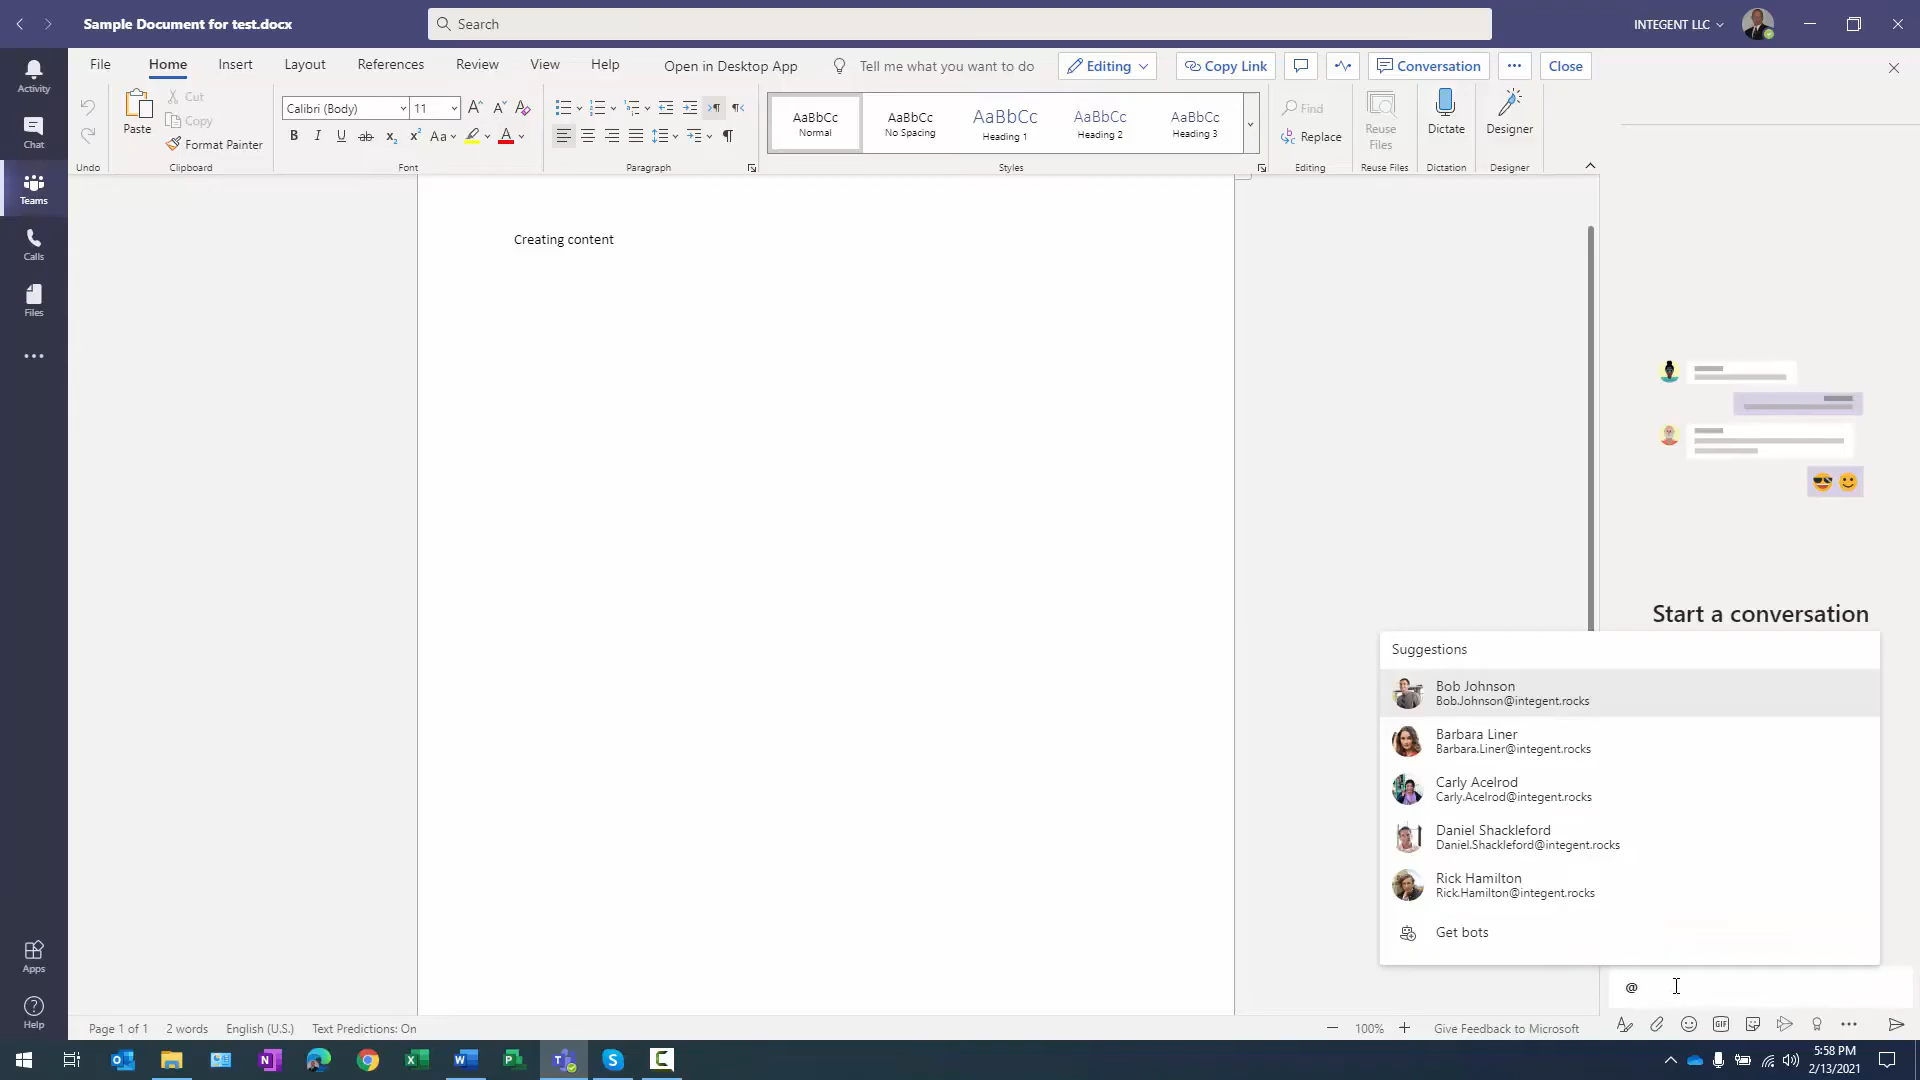 Sample Document for test.docx
Search
INTEGENT LLC
Activity
Chat
Teams
Calls
Files
Apps
Help
File Home Insert Layout References Review View Help Open in Desktop App Tell me what you want to do Editing Copy Link Conversation Close
Undo
Paste
Cut
Copy
Format Painter
Clipboard
Calibri (Body) 11
B I U ab x₂ x² Aa A
Font
Paragraph
AaBbCc
Normal
AaBbCc
No Spacing
AaBbCc
Heading 1
AaBbCc
Heading 2
AaBbCc
Heading 3
Styles
Find
Replace
Editing
Reuse
Files
Reuse Files
Dictate
Dictation
Designer
Designer
Creating content
Start a conversation
Suggestions
Bob Johnson
Bob.Johnson@integent.rocks
Barbara Liner
Barbara.Liner@integent.rocks
Carly Acelrod
Carly.Acelrod@integent.rocks
Daniel Shackleford
Daniel.Shackleford@integent.rocks
Rick Hamilton
Rick.Hamilton@integent.rocks
Get bots
@
GIF
Page 1 of 1 2 words English (U.S.) Text Predictions: On 100% Give Feedback to Microsoft
5:58 PM
2/13/2021